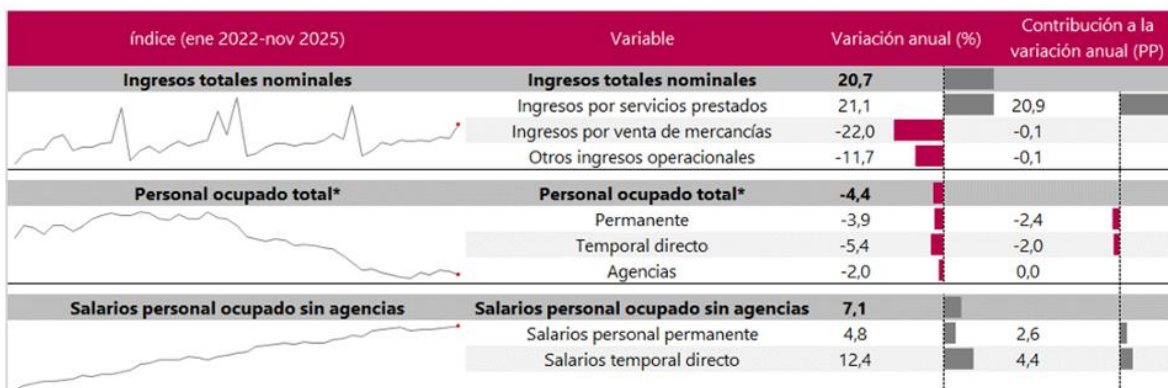 índice (ene 2022-nov 2025) Variable Variación anual (%) Contribución a la variación anual (PP)
Ingresos totales nominales Ingresos totales nominales 20,7
Ingresos por servicios prestados 21,1 20,9
Ingresos por venta de mercancías -22,0 -0,1
Otros ingresos operacionales -11,7 -0,1
Personal ocupado total* Personal ocupado total* -4,4
Permanente -3,9 -2,4
Temporal directo -5,4 -2,0
Agencias -2,0 0,0
Salarios personal ocupado sin agencias Salarios personal ocupado sin agencias 7,1
Salarios personal permanente 4,8 2,6
Salarios temporal directo 12,4 4,4